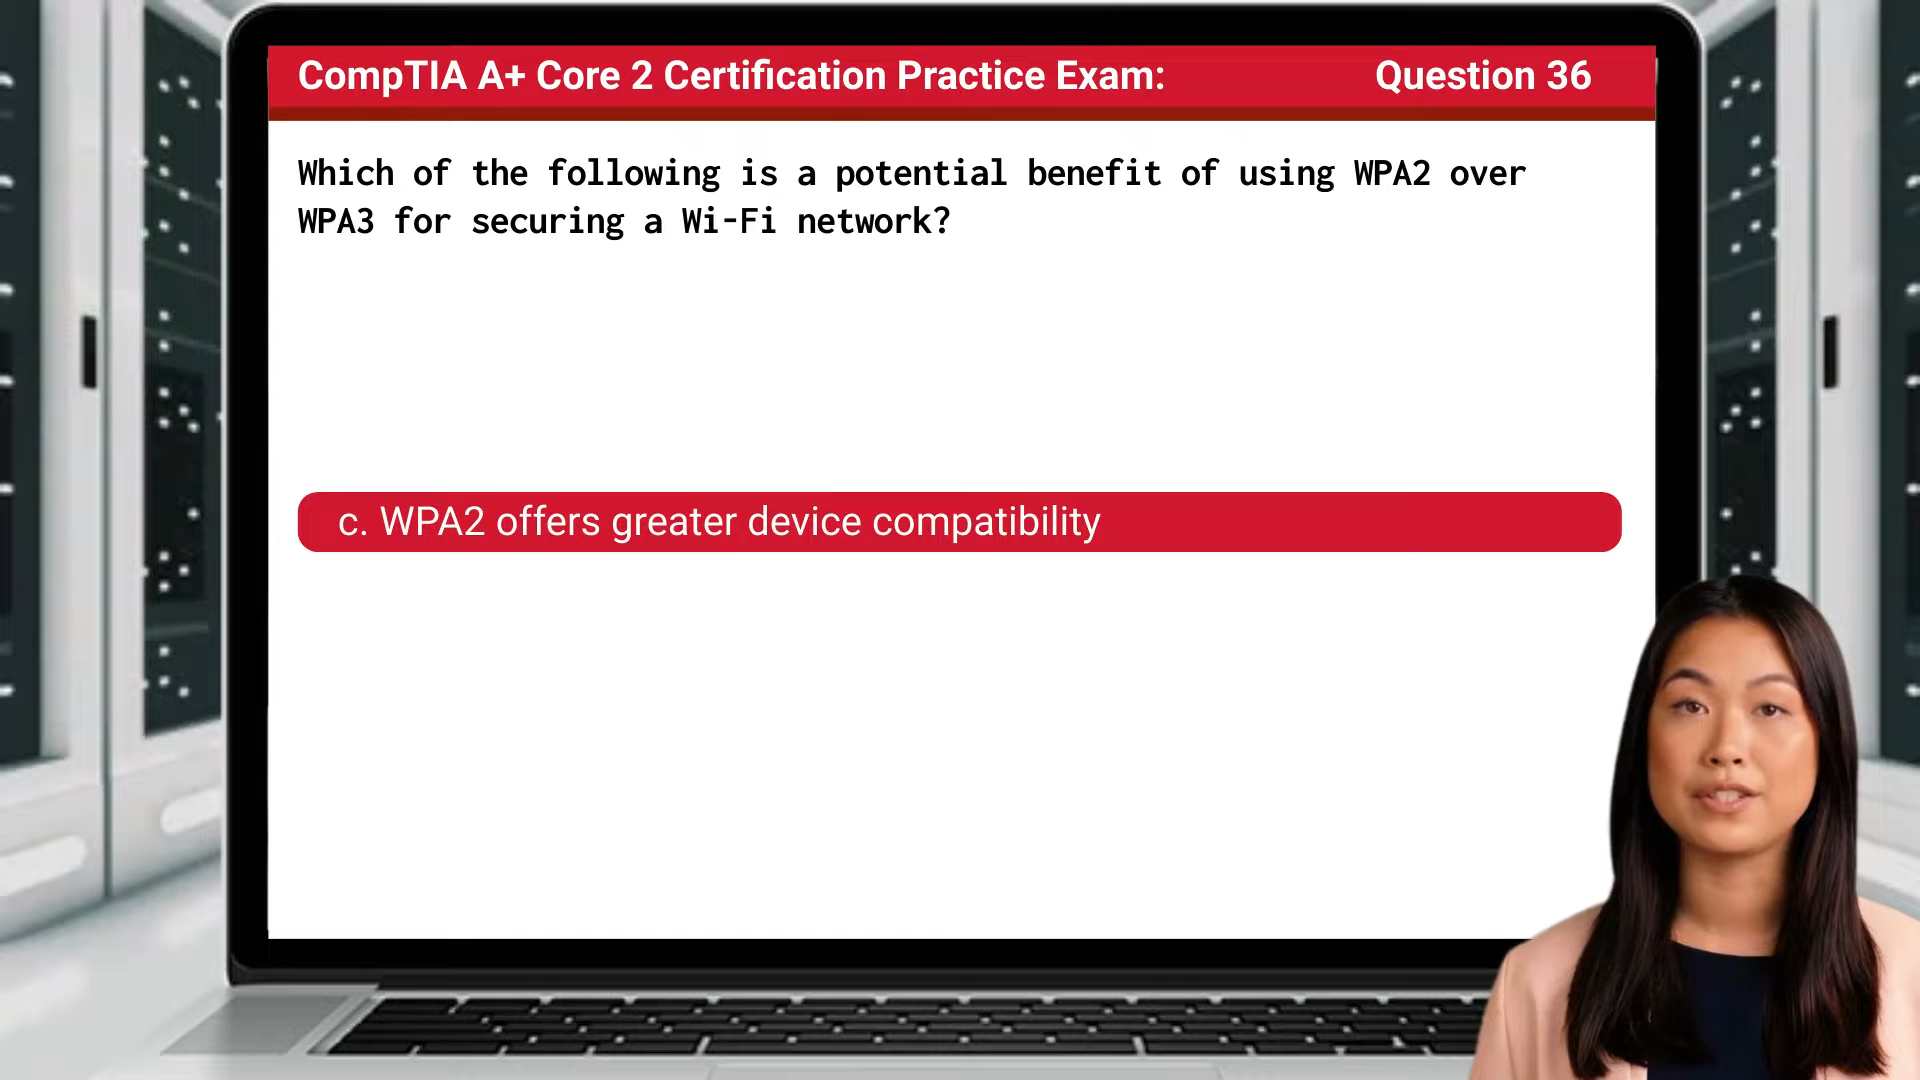 CompTIA A+ Core 2 Certification Practice Exam:
Question 36
Which of the following is a potential benefit of using WPA2 over
WPA3 for securing a Wi-Fi network?
c. WPA2 offers greater device compatibility